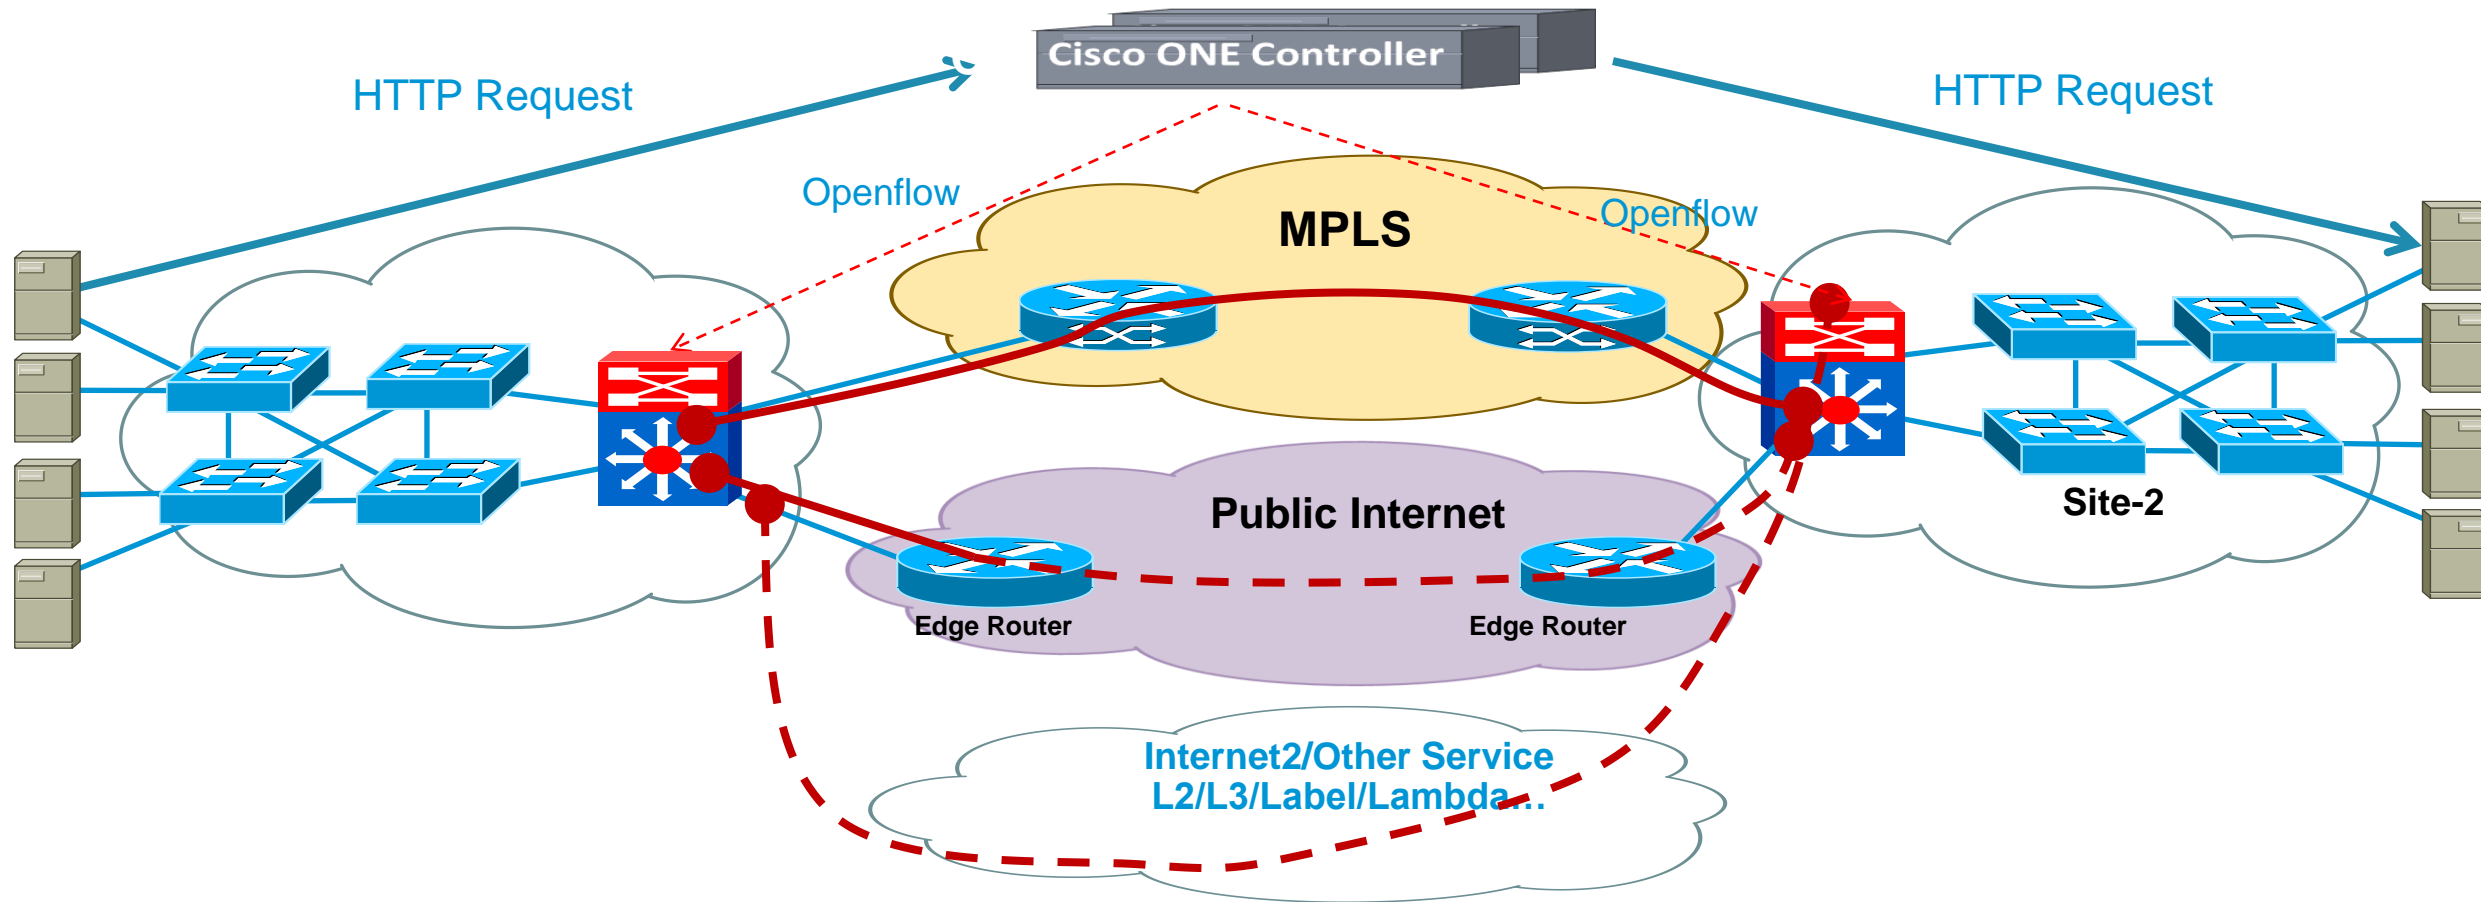 Cisco ONE Controller
HTTP Request
HTTP Request
Openflow
Openflow
MPLS
Public Internet
Site-2
Edge Router
Edge Router
Internet2/Other Service
L2/L3/Label/Lambda…